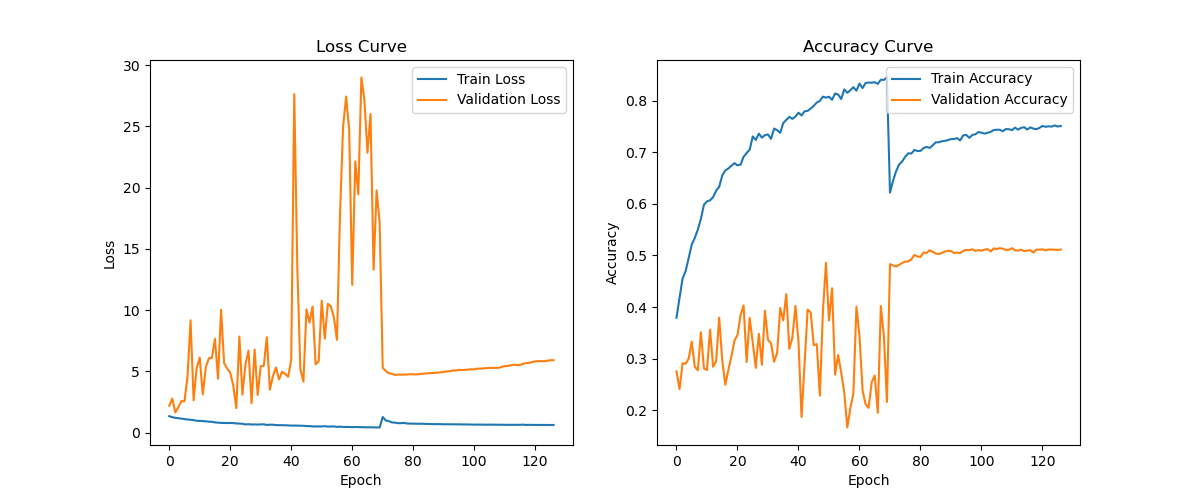 Loss Curve
30
25
20
15
10
5
0
Loss
0 20 40 60 80 100 120
Epoch
Train Loss
Validation Loss
Accuracy Curve
0.8
0.7
0.6
0.5
0.4
0.3
0.2
Accuracy
0 20 40 60 80 100 120
Epoch
Train Accuracy
Validation Accuracy